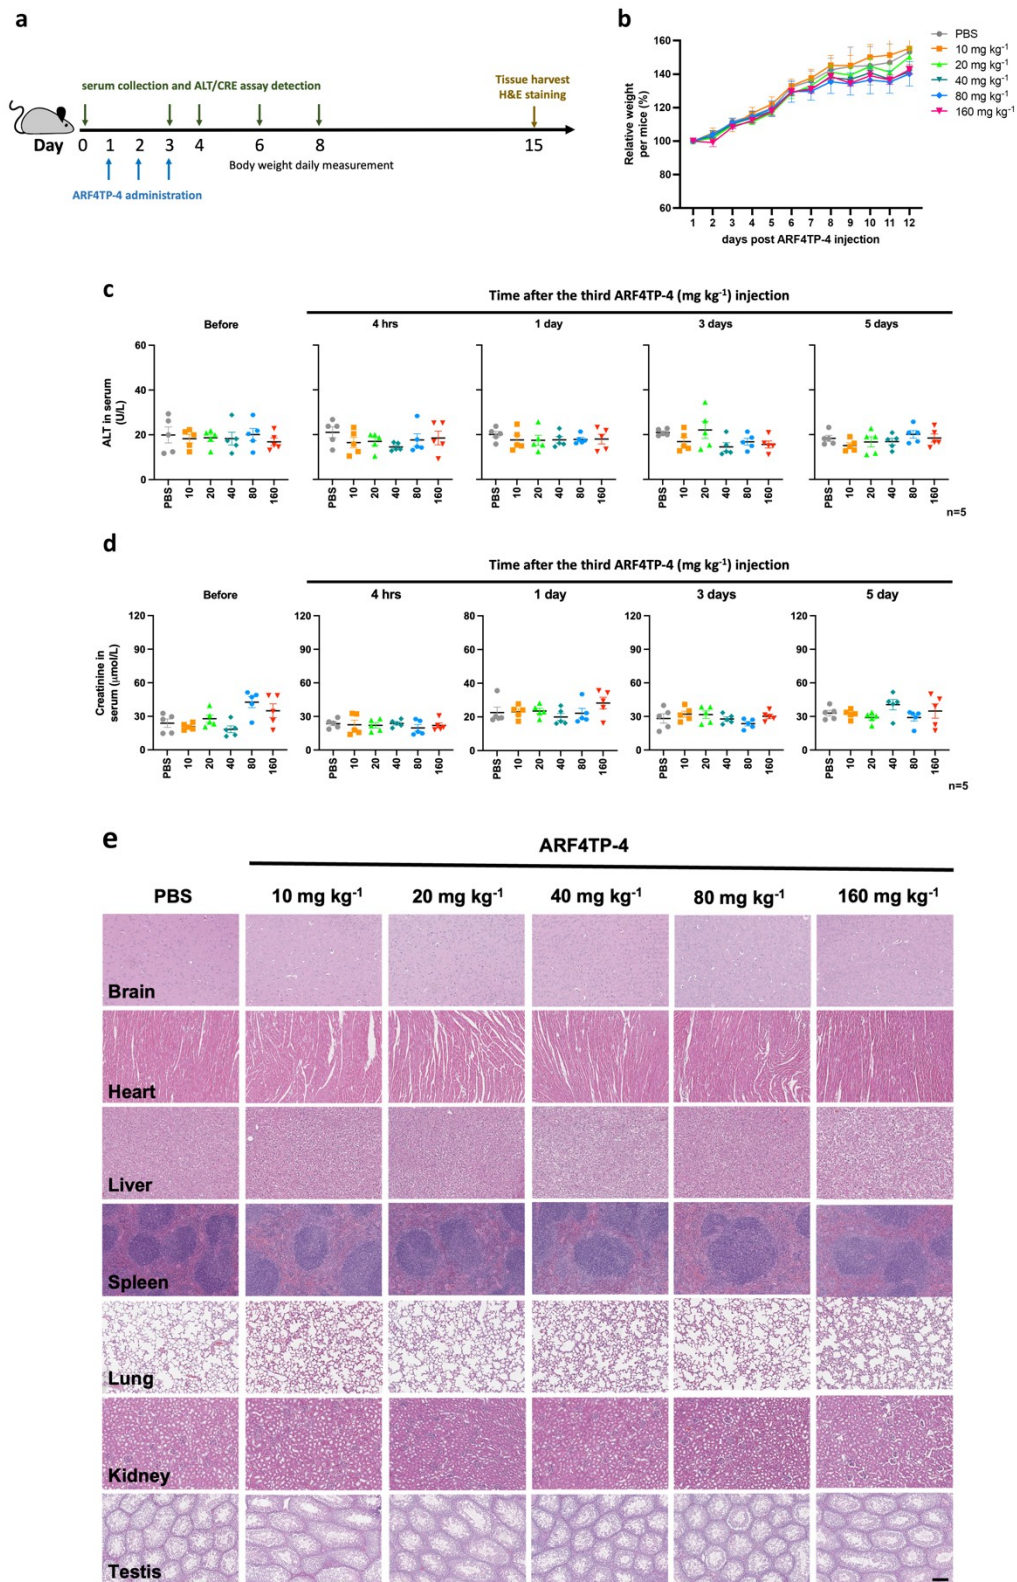 a
serum collection and ALT/CRE assay detection
Tissue harvest
H&E staining
Day
0 1 2 3 4 6 8 15
Body weight daily measurement
ARF4TP-4 administration
b
Relative weight
per mice (%)
160
140
120
100
80
60
1 2 3 4 5 6 7 8 9 10 11 12
days post ARF4TP-4 injection
PBS
10 mg kg⁻¹
20 mg kg⁻¹
40 mg kg⁻¹
80 mg kg⁻¹
160 mg kg⁻¹
c
Time after the third ARF4TP-4 (mg kg⁻¹) injection
Before 4 hrs 1 day 3 days 5 days
ALT in serum
(U/L)
60
40
20
0
PBS 10 20 40 80 160 PBS 10 20 40 80 160 PBS 10 20 40 80 160 PBS 10 20 40 80 160 PBS 10 20 40 80 160
n=5
d
Time after the third ARF4TP-4 (mg kg⁻¹) injection
Before 4 hrs 1 day 3 days 5 day
Creatinine in
serum (μmol/L)
120 120 80 120 120
90 90 60 90 90
60 60 40 60 60
30 30 20 30 30
0 0 0 0 0
PBS 10 20 40 80 160 PBS 10 20 40 80 160 PBS 10 20 40 80 160 PBS 10 20 40 80 160 PBS 10 20 40 80 160
n=5
e
ARF4TP-4
PBS 10 mg kg⁻¹ 20 mg kg⁻¹ 40 mg kg⁻¹ 80 mg kg⁻¹ 160 mg kg⁻¹
Brain
Heart
Liver
Spleen
Lung
Kidney
Testis